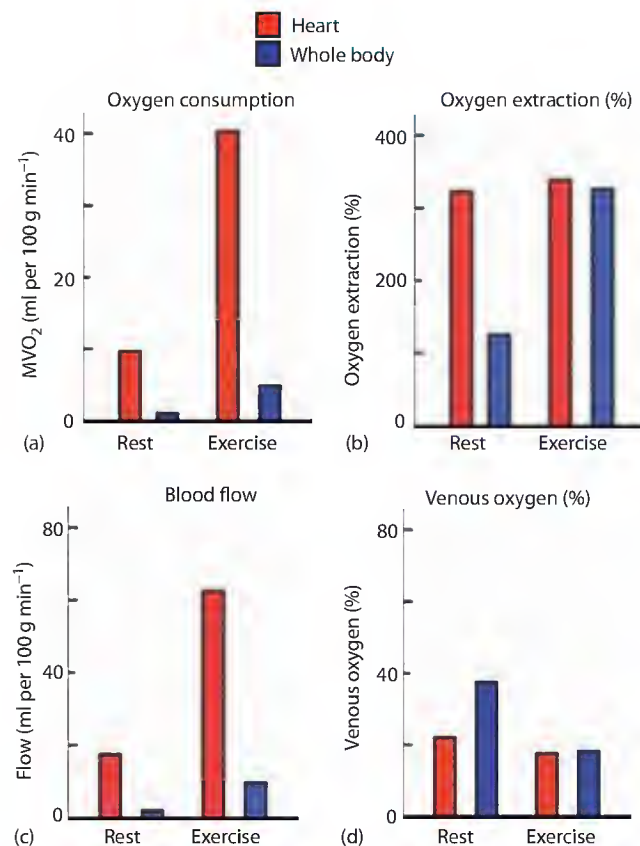 Heart
Whole body
Oxygen consumption
MVO₂ (ml per 100 g min⁻¹)
40
20
0
Rest
Exercise
(a)
Oxygen extraction (%)
Oxygen extraction (%)
400
200
0
Rest
Exercise
(b)
Blood flow
Flow (ml per 100 g min⁻¹)
80
40
0
Rest
Exercise
(c)
Venous oxygen (%)
Venous oxygen (%)
80
40
0
Rest
Exercise
(d)